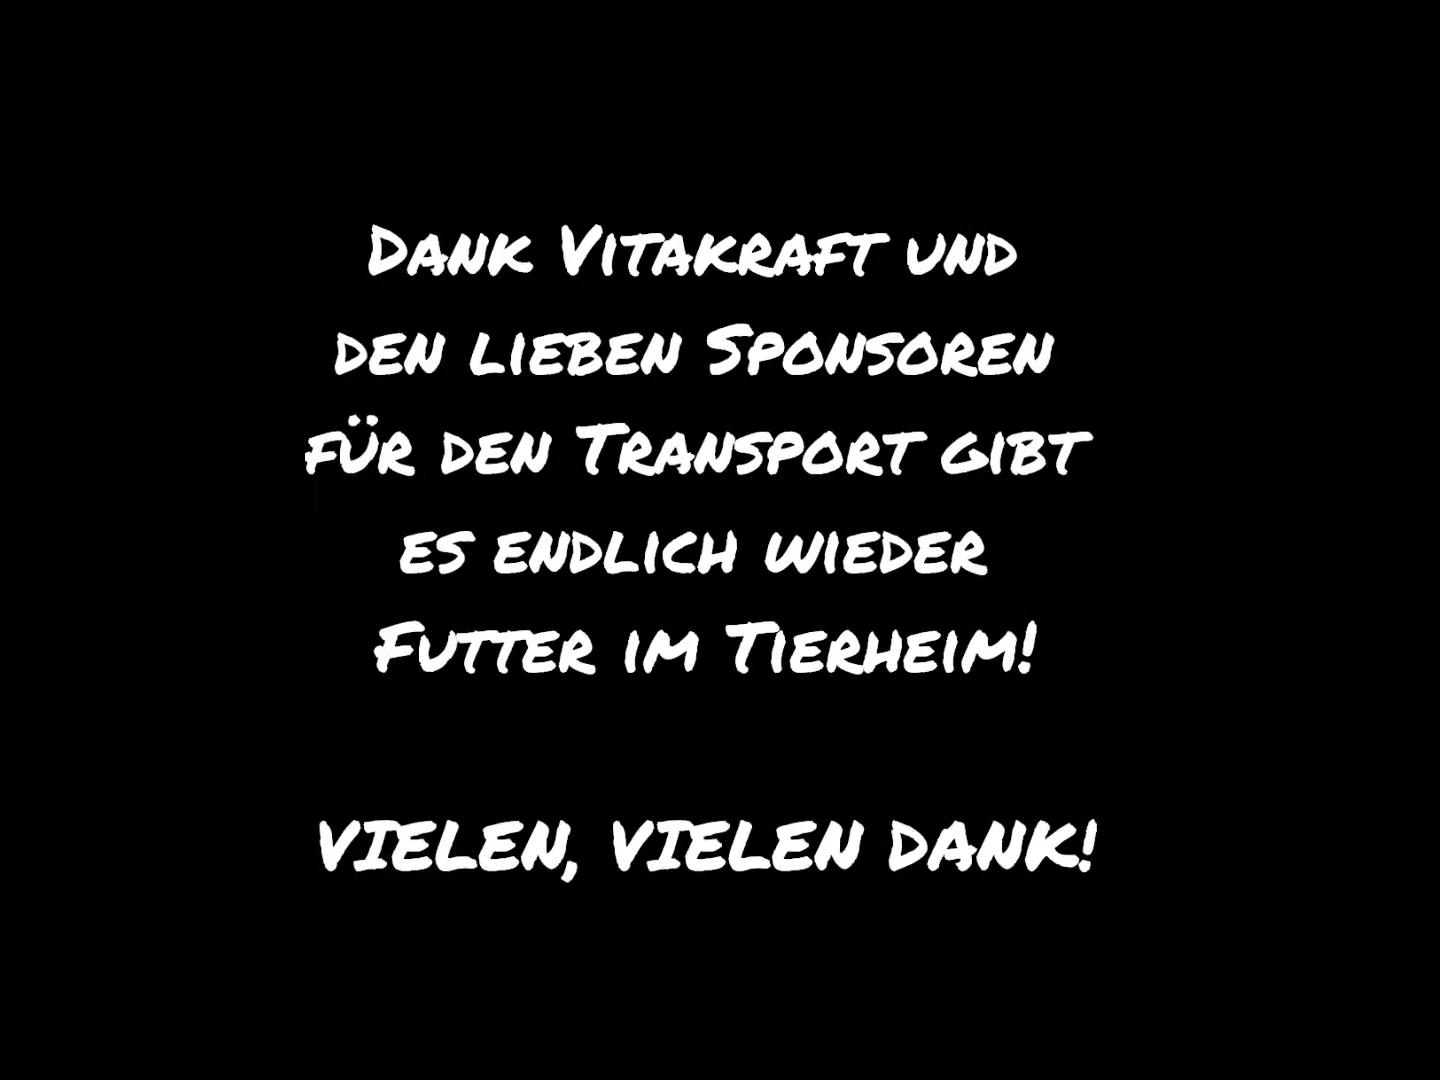 Dank Vitakraft und
den lieben Sponsoren
für den Transport gibt
es endlich wieder
Futter im Tierheim!
VIELEN, VIELEN DANK!